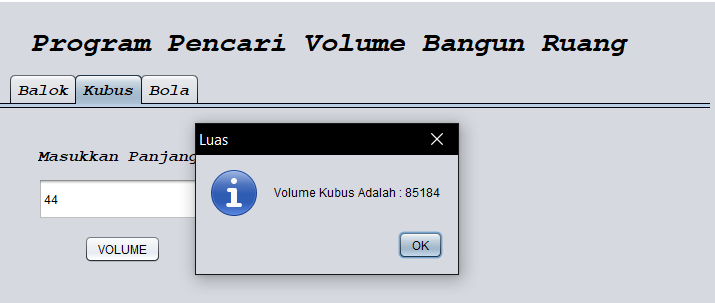 Program Pencari Volume Bangun Ruang
Balok Kubus Bola
Luas
Masukkan Panjang
Volume Kubus Adalah : 85184
44
OK
VOLUME